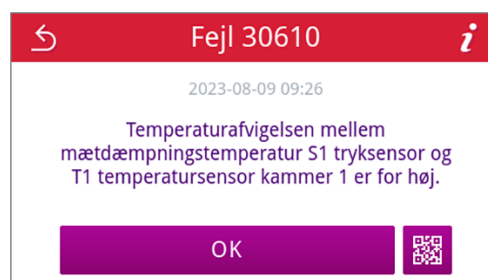 Fejl 30610
2023-08-09 09:26
Temperaturafvigelsen mellem
mætdæmpningstemperatur S1 tryksensor og
T1 temperatursensor kammer 1 er for høj.
OK